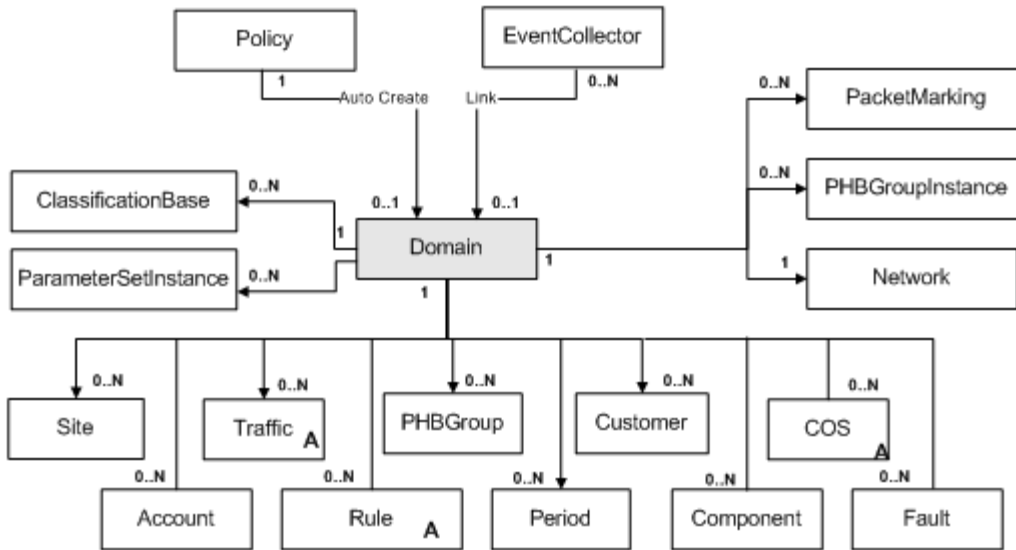 Policy
EventCollector
1
0..N
Auto Create
Link
0..N
PacketMarking
0..N
PHBGroupInstance
ClassificationBase
0..N
0..1
0..1
1
Domain
1
ParameterSetInstance
0..N
1
1
Network
0..N
0..N
0..N
0..N
0..N
Site
Traffic
A
PHBGroup
Customer
COS
A
0..N
0..N
0..N
0..N
0..N
Account
Rule
A
Period
Component
Fault